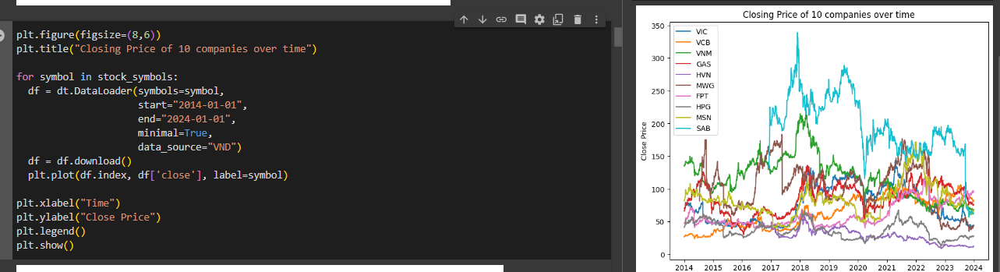 plt.figure(figsize=(8,6))
plt.title("Closing Price of 10 companies over time")
for symbol in stock_symbols:
df = dt.DataLoader(symbols=symbol,
start="2014-01-01",
end="2024-01-01",
minimal=True,
data_source="VND")
df = df.download()
plt.plot(df.index, df['close'], label=symbol)
plt.xlabel("Time")
plt.ylabel("Close Price")
plt.legend()
plt.show()
Closing Price of 10 companies over time
Close Price
350
300
250
200
150
100
50
0
VIC
VCB
VNM
GAS
HVN
MWG
FPT
HPG
MSN
SAB
2014 2015 2016 2017 2018 2019 2020 2021 2022 2023 2024